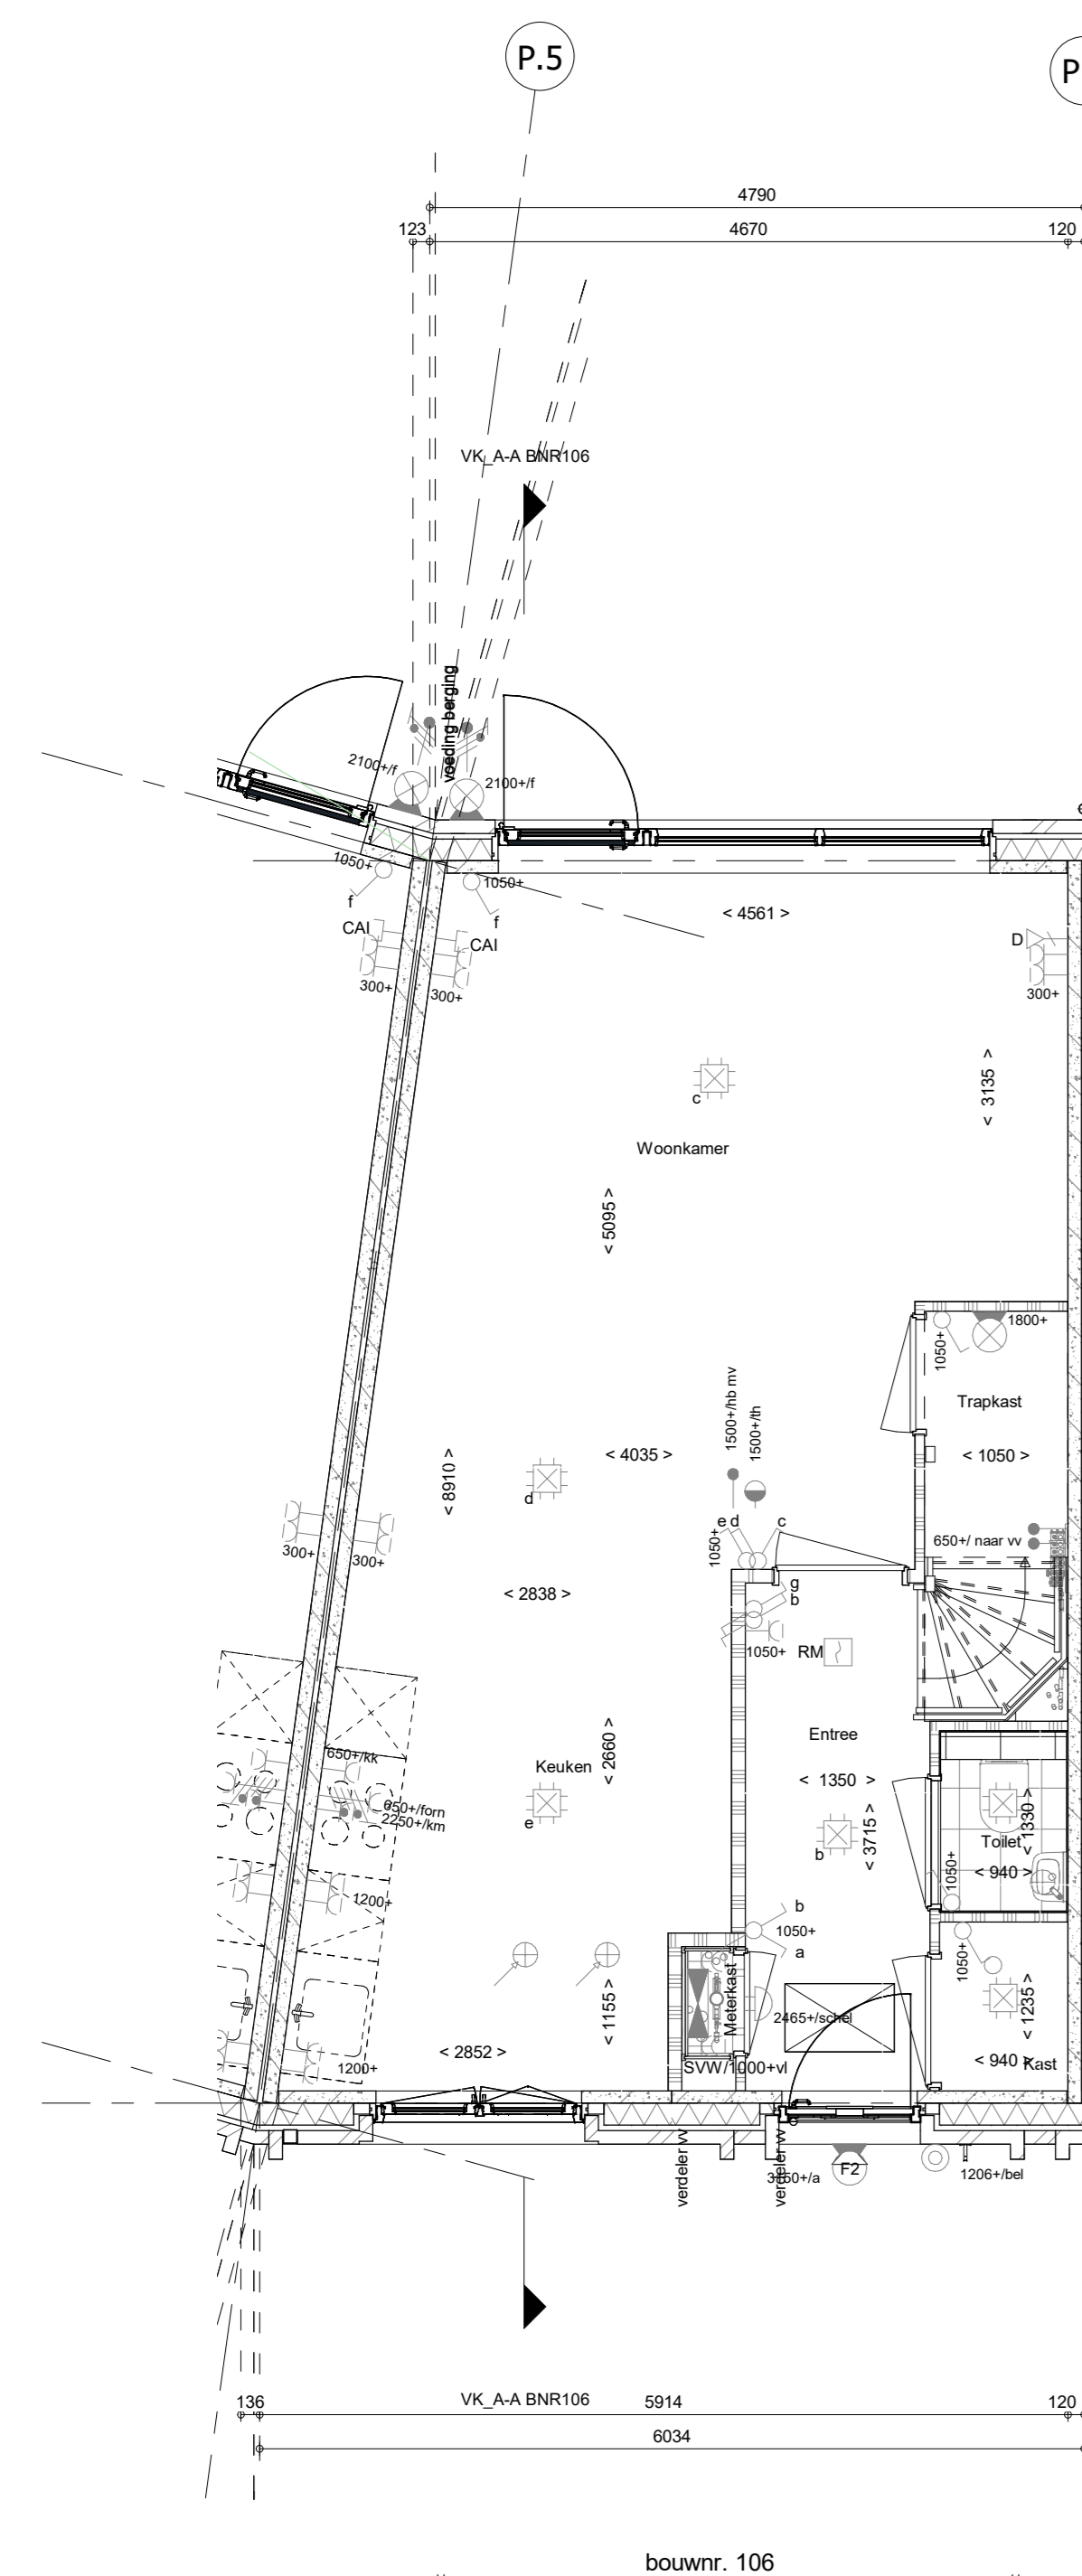 P.5
P
4790
123
4670
120
VK_A-A BNR106
voeding berging
2100+/f
2100+/f
1050+
1050+
f
f
< 4561 >
CAI
CAI
D
300+
300+
300+
< 3135 >
c
Woonkamer
< 5095 >
1050+
1800+
Trapkast
1500+/hb mv
1500+/th
< 4035 >
< 1050 >
< 8910 >
d
e d
c
1050+
650+/ naar vv
300+
300+
< 2838 >
g
b
1050+
RM
Entree
< 2660 >
650+/kk
Keuken
< 1350 >
650+/forn
2250+/km
e
b
< 3715 >
< 1330 >
Toilet
< 940 >
1050+
1200+
b
1050+
a
1050+
Meterkast
< 1155 >
2465+/schel
< 1235 >
< 2852 >
1200+
SVW/1000+vl
< 940 >
Kast
verdeler vv
verdeler vv
F2
1206+/bel
VK_A-A BNR106
136
5914
120
6034
bouwnr. 106